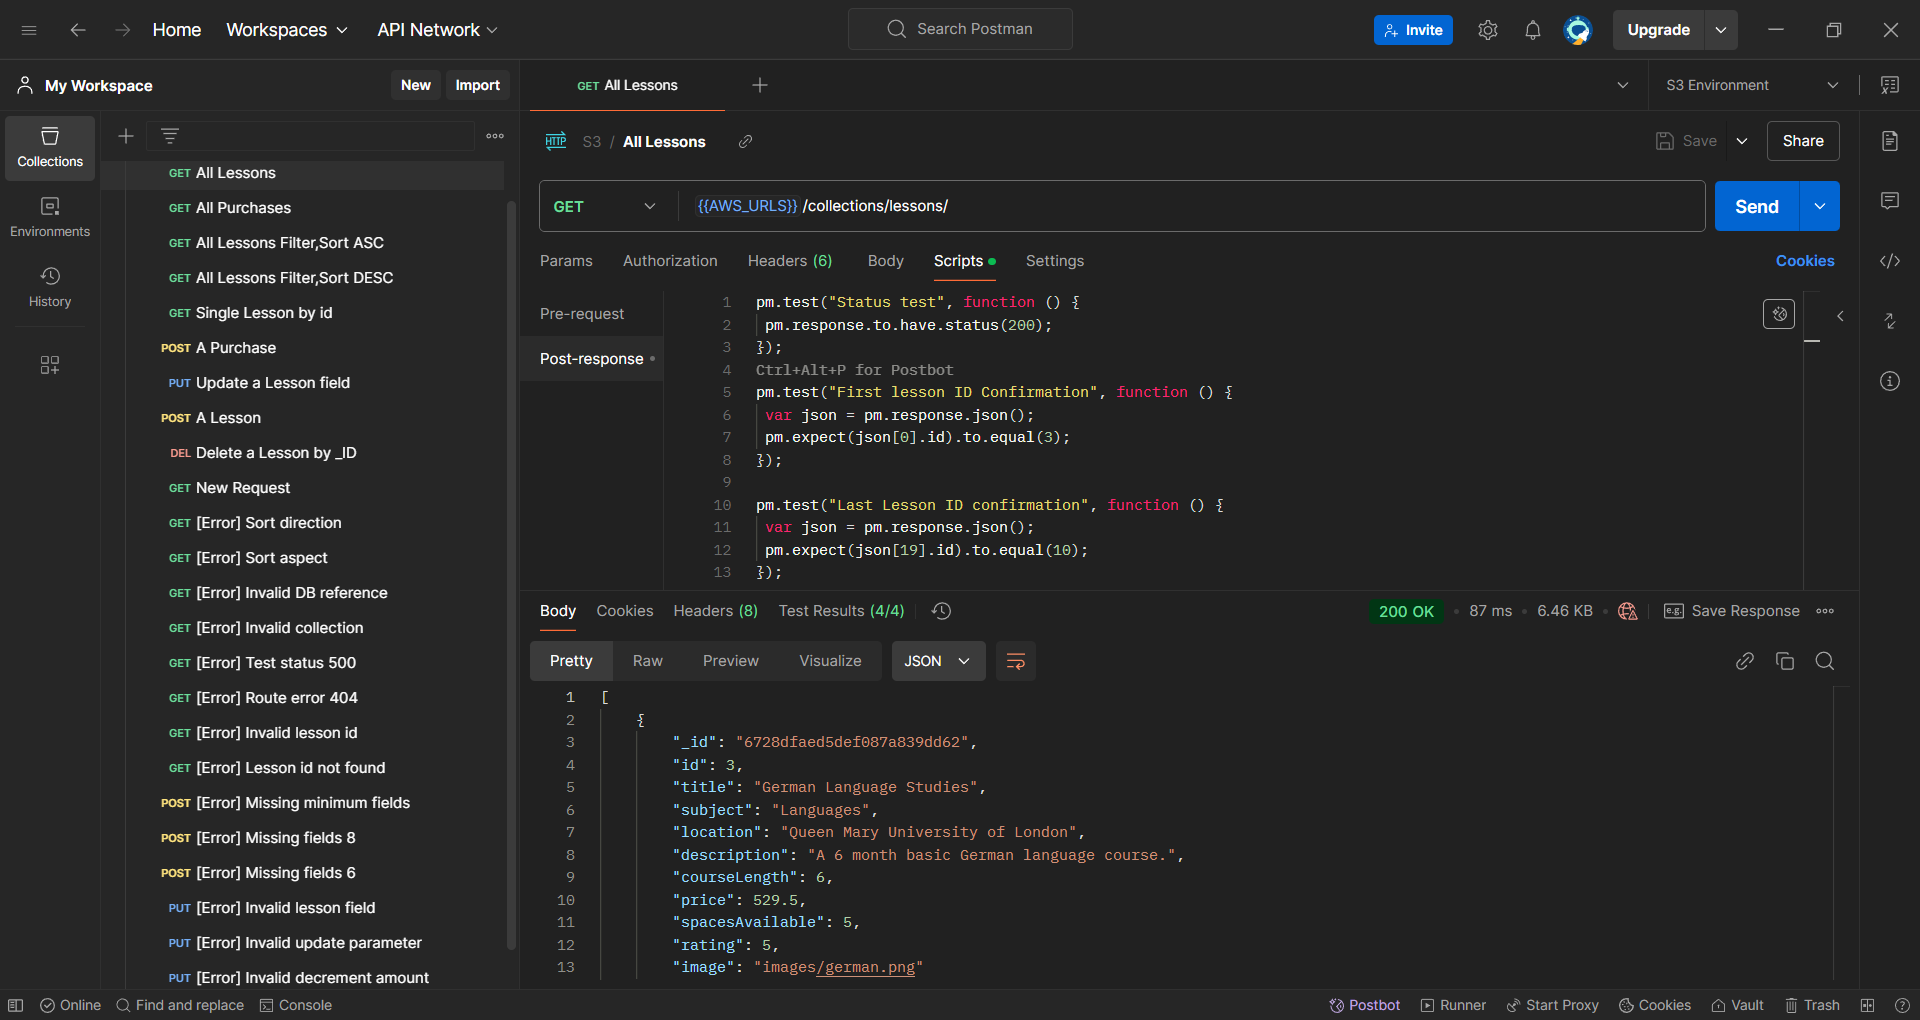 Home Workspaces API Network Search Postman Invite Upgrade
My Workspace New Import GET All Lessons S3 Environment
Collections
Environments
History
GET All Lessons
GET All Purchases
GET All Lessons Filter,Sort ASC
GET All Lessons Filter,Sort DESC
GET Single Lesson by id
POST A Purchase
PUT Update a Lesson field
POST A Lesson
DEL Delete a Lesson by _ID
GET New Request
GET [Error] Sort direction
GET [Error] Sort aspect
GET [Error] Invalid DB reference
GET [Error] Invalid collection
GET [Error] Test status 500
GET [Error] Route error 404
GET [Error] Invalid lesson id
GET [Error] Lesson id not found
POST [Error] Missing minimum fields
POST [Error] Missing fields 8
POST [Error] Missing fields 6
PUT [Error] Invalid lesson field
PUT [Error] Invalid update parameter
PUT [Error] Invalid decrement amount
HTTP S3 / All Lessons Save Share
GET {{AWS_URLS}} /collections/lessons/ Send
Params Authorization Headers (6) Body Scripts Settings Cookies
Pre-request
Post-response
1 pm.test("Status test", function () {
2 pm.response.to.have.status(200);
3 });
4 Ctrl+Alt+P for Postbot
5 pm.test("First lesson ID Confirmation", function () {
6 var json = pm.response.json();
7 pm.expect(json[0].id).to.equal(3);
8 });
9
10 pm.test("Last Lesson ID confirmation", function () {
11 var json = pm.response.json();
12 pm.expect(json[19].id).to.equal(10);
13 });
Body Cookies Headers (8) Test Results (4/4) 200 OK 87 ms 6.46 KB e.g. Save Response
Pretty Raw Preview Visualize JSON
1 [
2 {
3 "_id": "6728dfaed5def087a839dd62",
4 "id": 3,
5 "title": "German Language Studies",
6 "subject": "Languages",
7 "location": "Queen Mary University of London",
8 "description": "A 6 month basic German language course.",
9 "courseLength": 6,
10 "price": 529.5,
11 "spacesAvailable": 5,
12 "rating": 5,
13 "image": "images/german.png"
Online Find and replace Console Postbot Runner Start Proxy Cookies Vault Trash